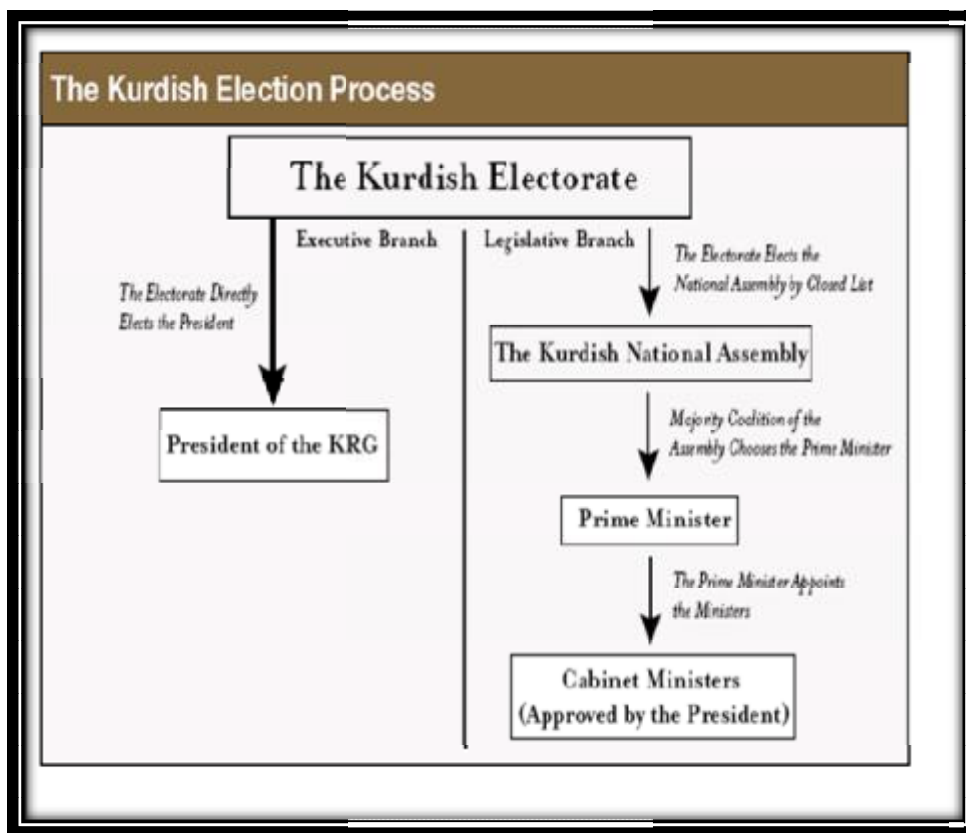 The Kurdish Election Process
The Kurdish Electorate
Executive Branch
The Electorate Directly
Elects the President
President of the KRG
Legislative Branch
The Electorate Elects the
National Assembly by Closed List
The Kurdish National Assembly
Majority Coalition of the
Assembly Chooses the Prime Minister
Prime Minister
The Prime Minister Appoints
the Ministers
Cabinet Ministers
(Approved by the President)